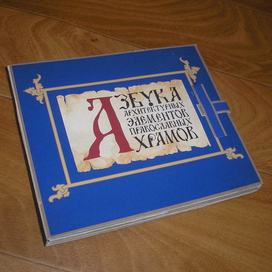 АЗБУКА
АРХИТЕКТУРНЫХ
ЭЛЕМЕНТОВ
ПРАВОСЛАВНЫХ
ХРАМОВ